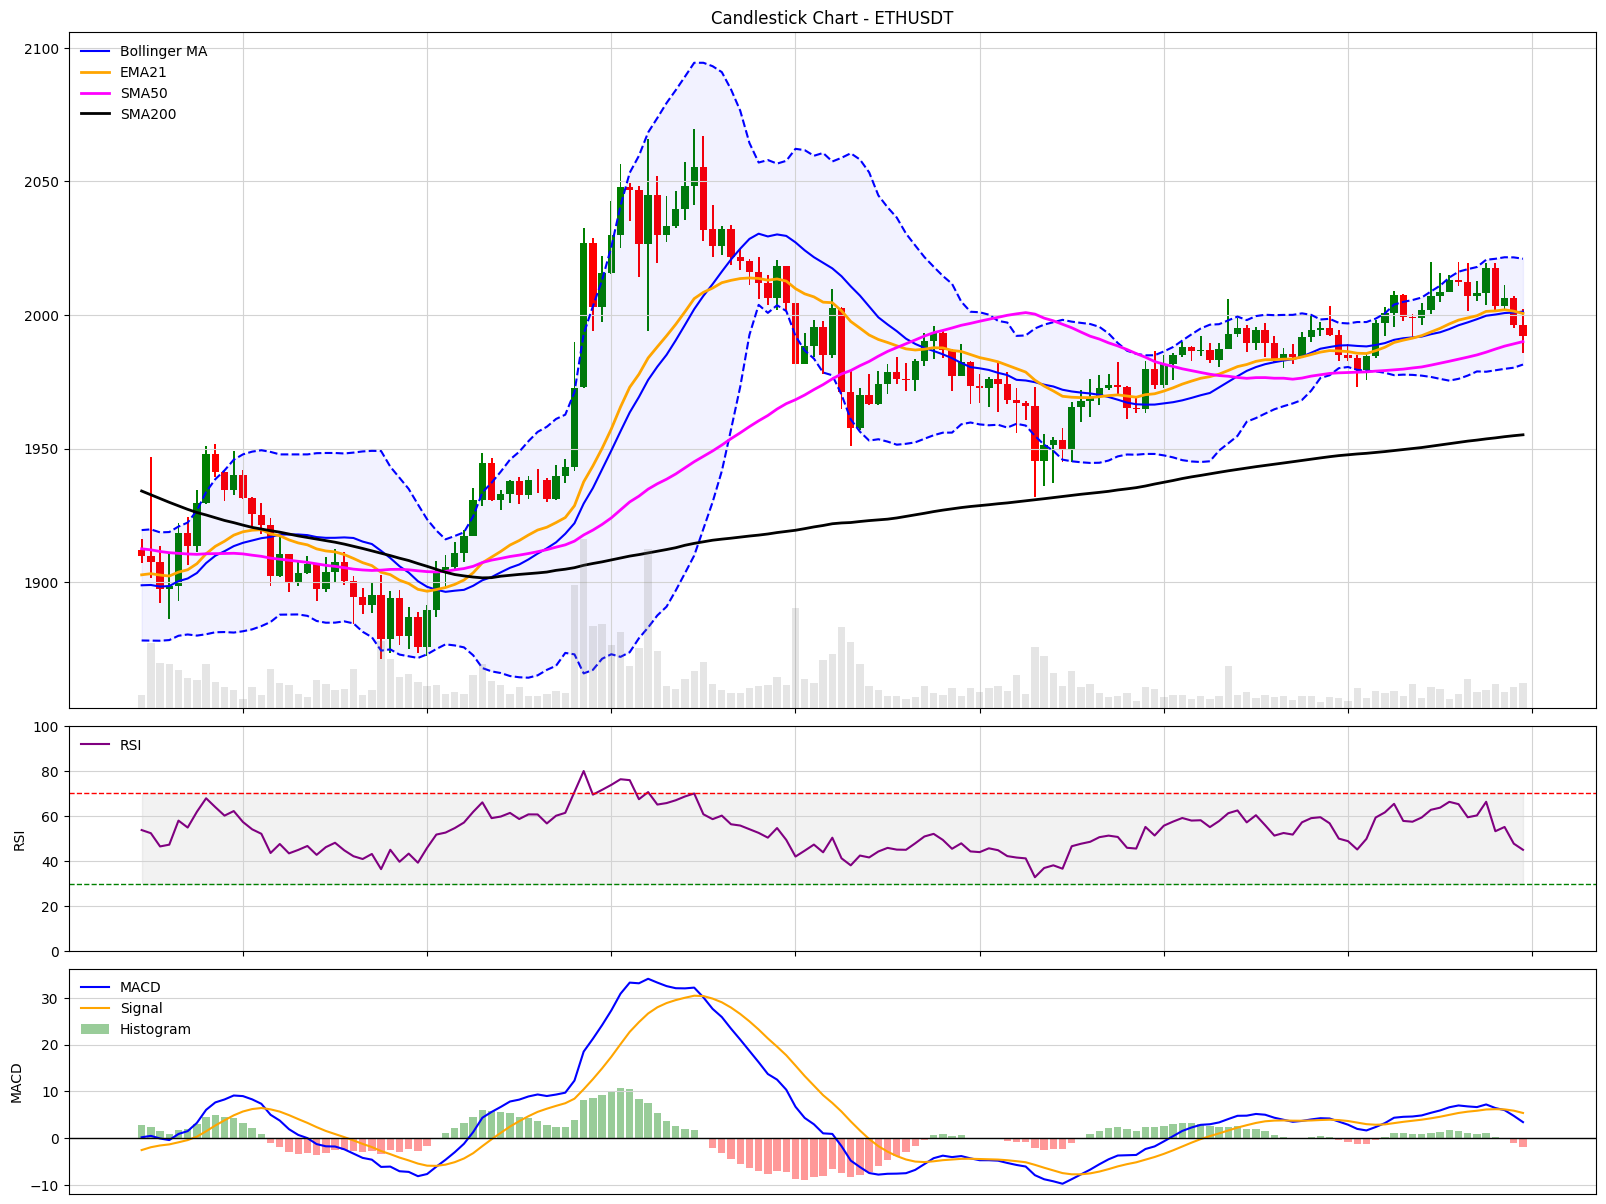 Candlestick Chart - ETHUSDT
Bollinger MA
EMA21
SMA50
SMA200
2100
2050
2000
1950
1900
RSI
RSI
100
80
60
40
20
0
MACD
Signal
Histogram
MACD
30
20
10
0
−10